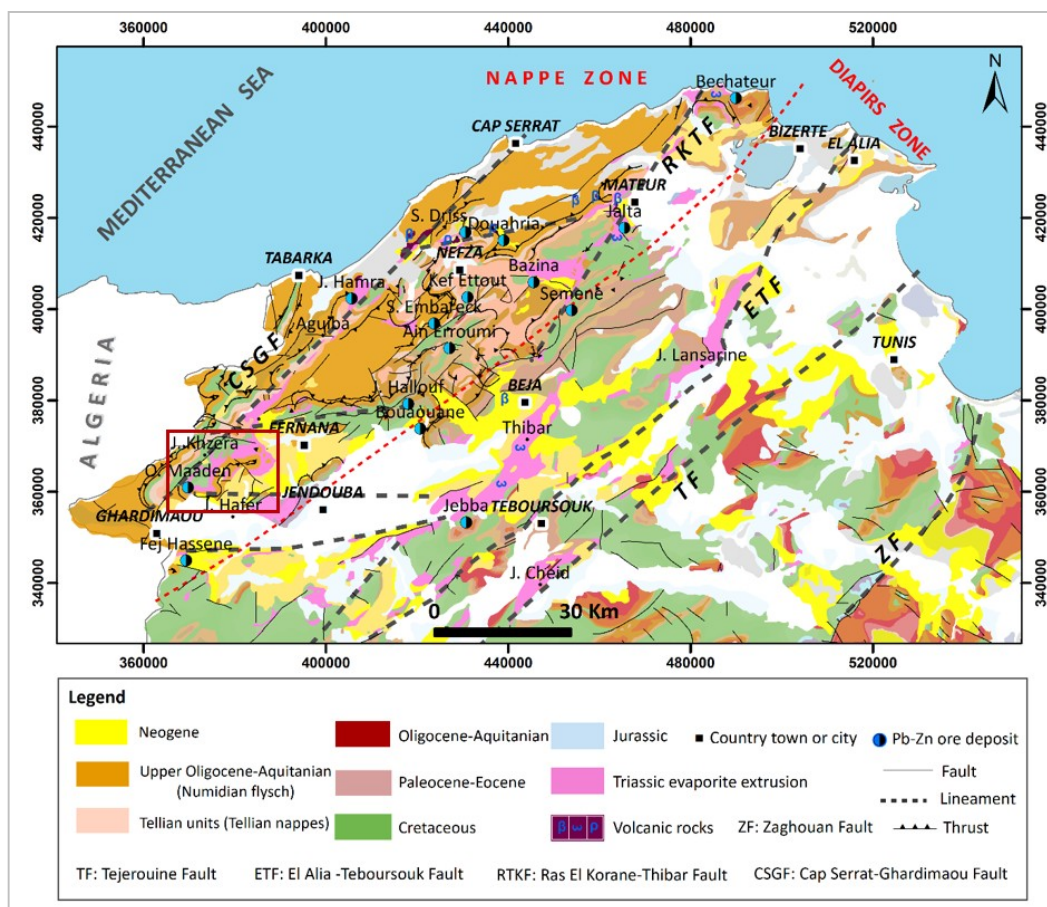 360000 400000 440000 480000 520000
NAPPE ZONE
DIAPIRS ZONE
N
MEDITERRANEAN SEA
ALGERIA
440000
420000
400000
380000
360000
340000
440000
420000
400000
380000
360000
340000
Bechateur
CAP SERRAT
BIZERTE
EL ALIA
RKTF
MATEUR
S. Driss
Douahria
Jalta
NEFZA
TABARKA
Bazina
Kef Ettout
J. Hamra
Semene
S. Embareck
ETF
Aguiba
Ain Erroumi
TUNIS
CSGF
J. Lansarine
J. Hallouf
BEJA
Bouaouane
FERNANA
Thibar
J. Khzera
O. Maaden
TF
J. Hafer
JENDOUBA
Jebba
TEBOURSOUK
GHARDIMAOU
Fej Hassene
ZF
J. Cheid
β β β β β β
ω ω ω ω
0 30 Km
360000 400000 440000 480000 520000
Legend
Neogene
Upper Oligocene-Aquitanian
(Numidian flysch)
Tellian units (Tellian nappes)
Oligocene-Aquitanian
Paleocene-Eocene
Cretaceous
Jurassic
Triassic evaporite extrusion
β ω ρ Volcanic rocks
Country town or city
Pb-Zn ore deposit
Fault
Lineament
ZF: Zaghouan Fault
Thrust
TF: Tejerouine Fault ETF: El Alia -Teboursouk Fault RTKF: Ras El Korane-Thibar Fault CSGF: Cap Serrat-Ghardimaou Fault